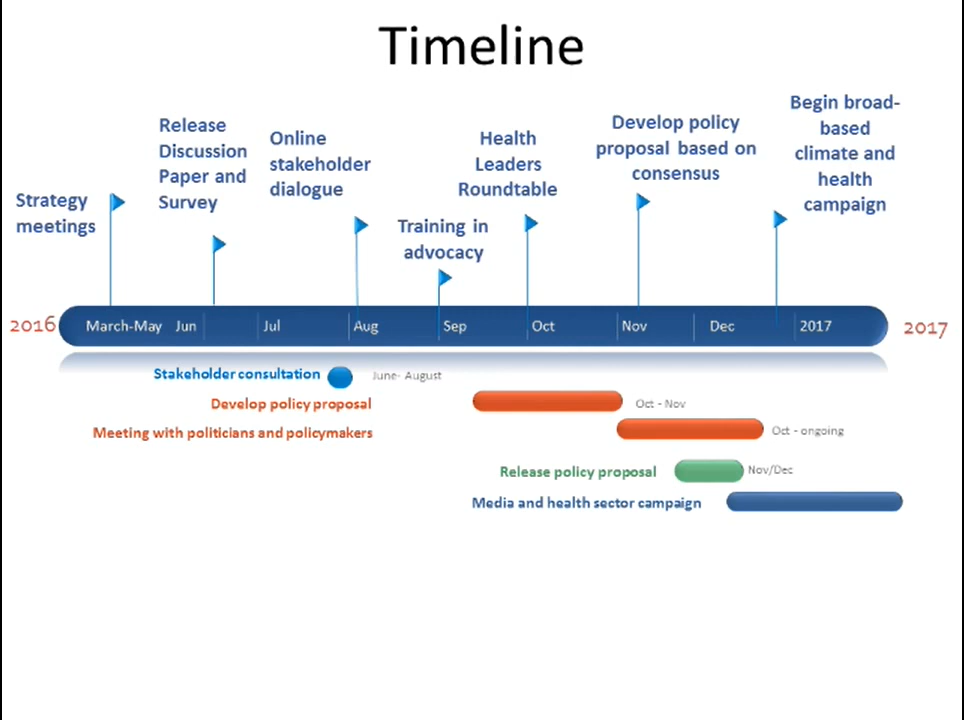 Timeline
Strategy
meetings
Release
Discussion
Paper and
Survey
Online
stakeholder
dialogue
Training in
advocacy
Health
Leaders
Roundtable
Develop policy
proposal based on
consensus
Begin broad-
based
climate and
health
campaign
2016 March-May Jun Jul Aug Sep Oct Nov Dec 2017 2017
Stakeholder consultation June- August
Develop policy proposal Oct - Nov
Meeting with politicians and policymakers Oct - ongoing
Release policy proposal Nov/Dec
Media and health sector campaign